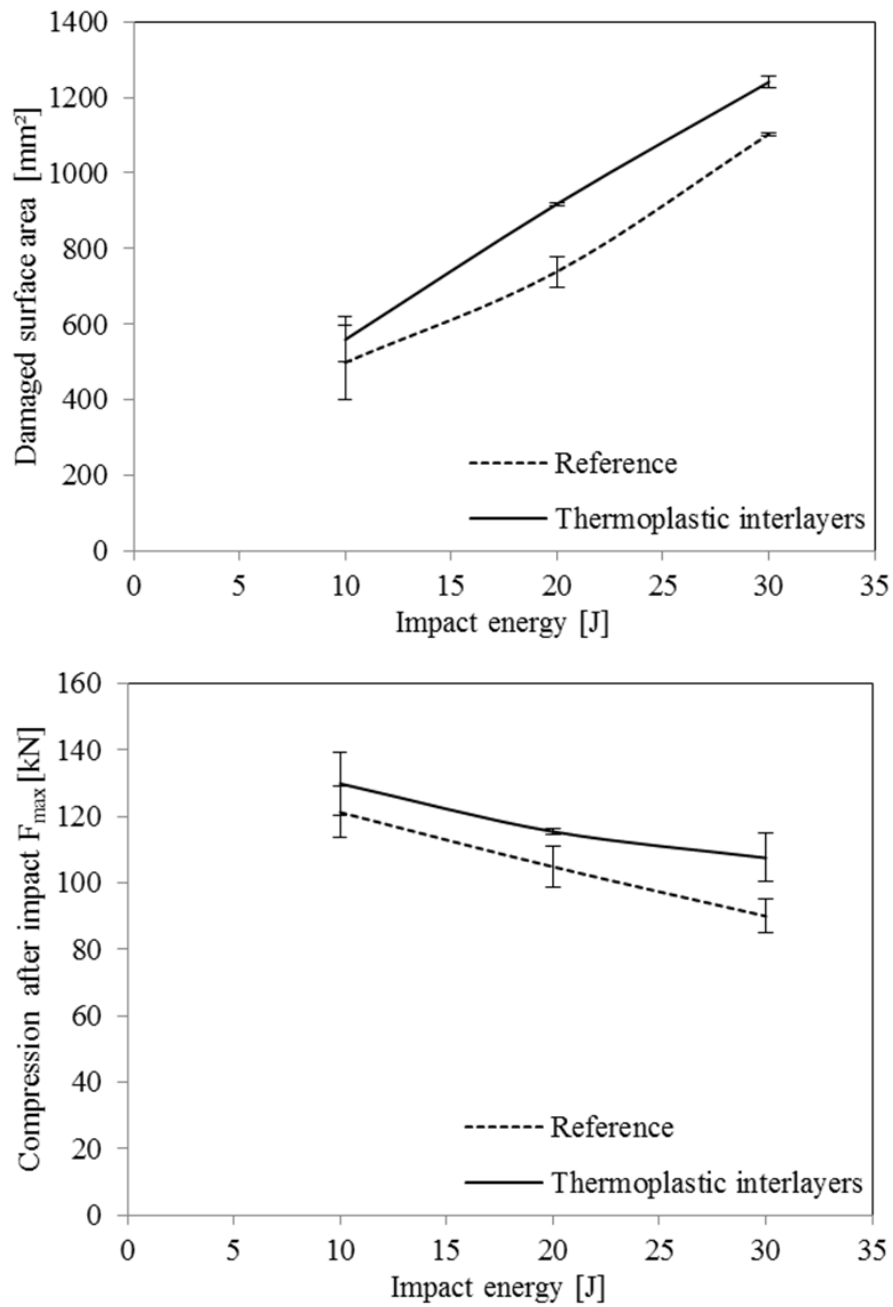 Damaged surface area [mm²]
1400
1200
1000
800
600
400
200
0
Reference
Thermoplastic interlayers
0 5 10 15 20 25 30 35
Impact energy [J]
Compression after impact Fmax [kN]
160
140
120
100
80
60
40
20
0
Reference
Thermoplastic interlayers
0 5 10 15 20 25 30 35
Impact energy [J]